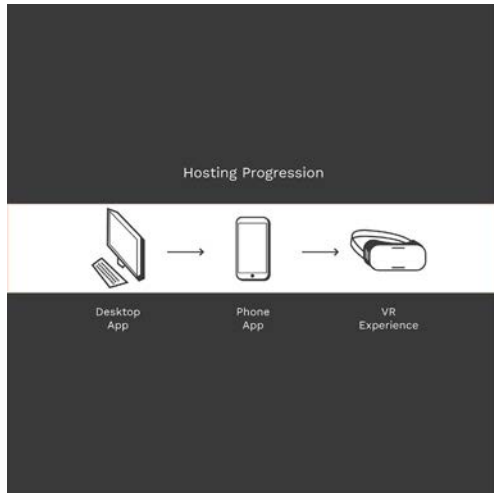 Hosting Progression
Desktop
App
Phone
App
VR
Experience